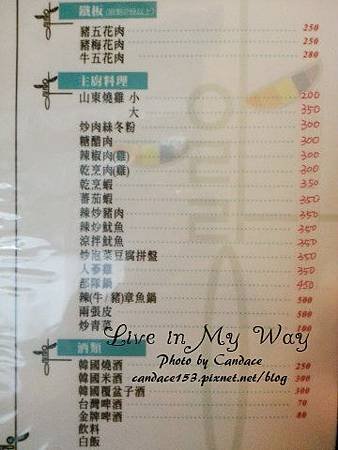 鐵板
豬五花肉 250
豬梅花肉 250
牛五花肉 280
主廚料理
山東燒雞 小 200
大 350
炒肉絲冬粉 300
糖醋肉 300
辣椒肉(雞) 300
乾烹肉(雞) 300
乾烹蝦 350
蕃茄蝦 350
辣炒豬肉 350
辣炒魷魚 350
涼拌魷魚 350
炒泡菜豆腐拼盤 350
人蔘雞 350
部隊鍋 450
辣(牛/豬)章魚鍋 500
兩張皮 500
炒青菜 100
Live in My Way
Photo by Candace
candace153.pixnet.net/blog
酒類
韓國燒酒 250
韓國米酒 300
韓國覆盆子酒 300
台灣啤酒 70
金牌啤酒 80
飲料
白飯